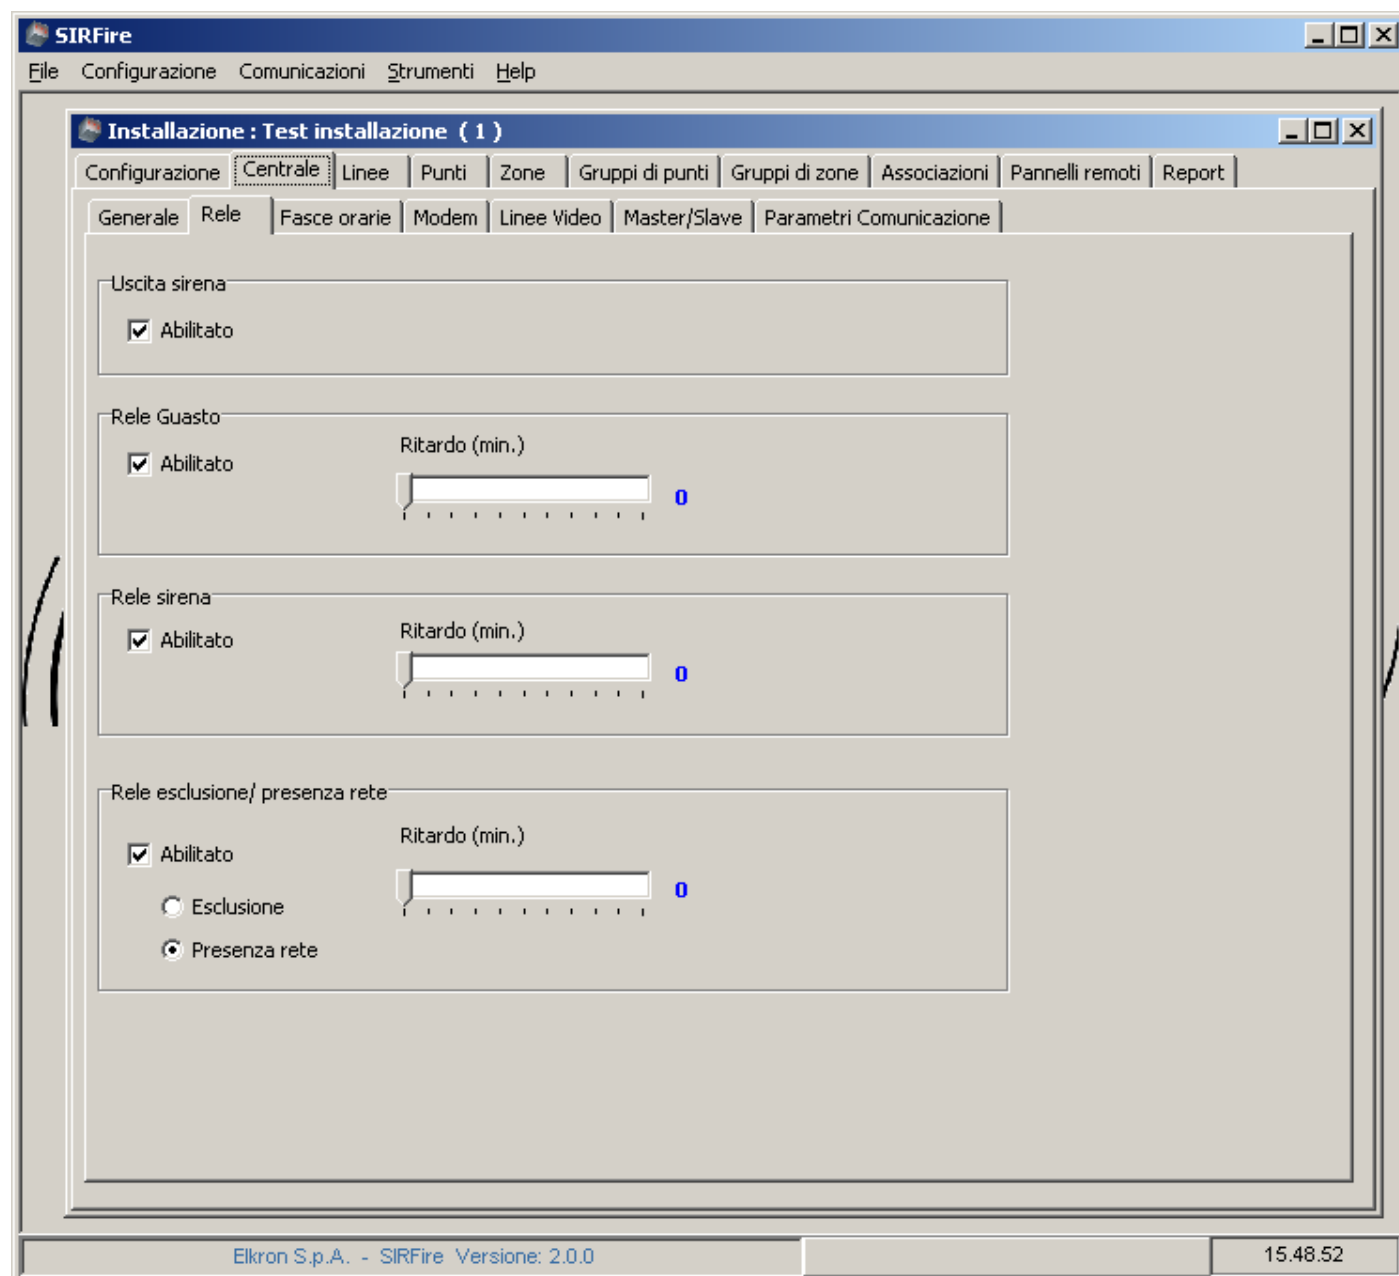 SIRFire
File Configurazione Comunicazioni Strumenti Help
Installazione : Test installazione ( 1 )
Configurazione Centrale Linee Punti Zone Gruppi di punti Gruppi di zone Associazioni Pannelli remoti Report
Generale Rele Fasce orarie Modem Linee Video Master/Slave Parametri Comunicazione
Uscita sirena
Abilitato
Rele Guasto
Ritardo (min.)
Abilitato
0
Rele sirena
Ritardo (min.)
Abilitato
0
Rele esclusione/ presenza rete
Ritardo (min.)
Abilitato
0
Esclusione
Presenza rete
Elkron S.p.A. - SIRFire Versione: 2.0.0 15.48.52